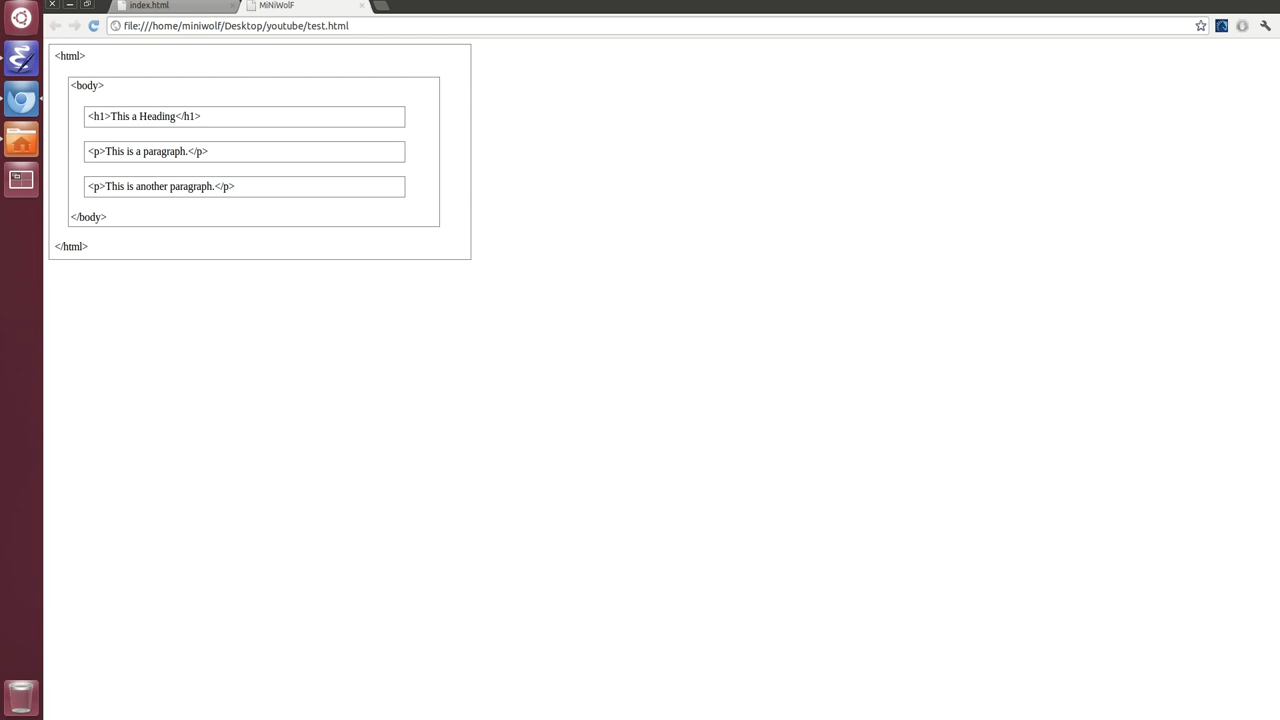 index.html
MiNiWolF
file:///home/miniwolf/Desktop/youtube/test.html
<html>
<body>
<h1>This a Heading</h1>
<p>This is a paragraph.</p>
<p>This is another paragraph.</p>
</body>
</html>